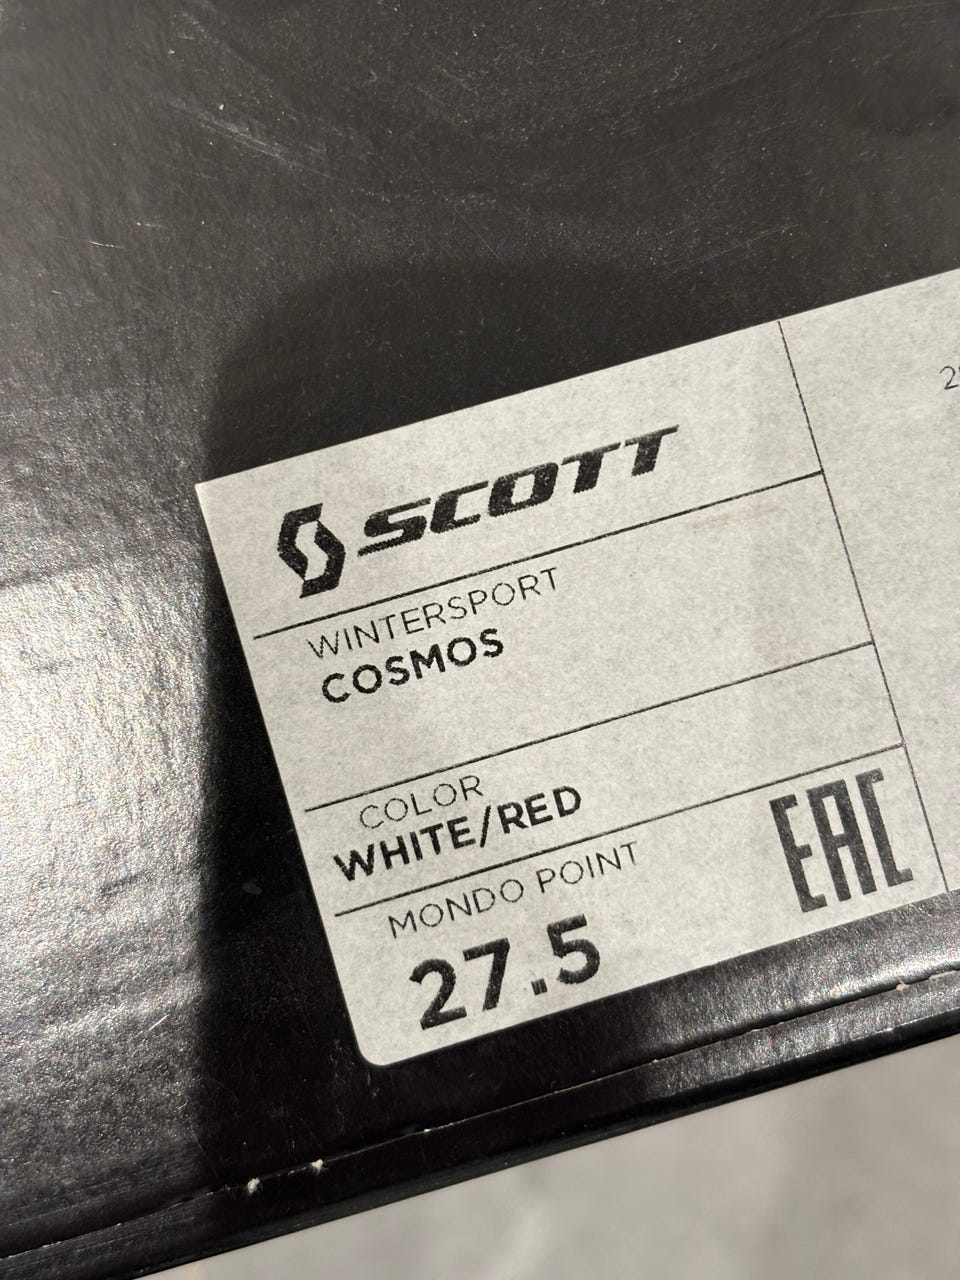 SCOTT
WINTERSPORT
COSMOS
COLOR
WHITE/RED
MONDO POINT
27.5
EAC